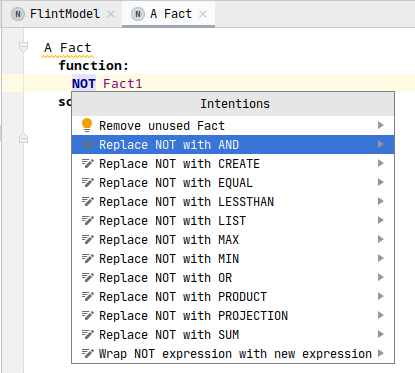 FlintModel
A Fact
A Fact
function:
NOT Fact1
so
Intentions
Remove unused Fact
Replace NOT with AND
Replace NOT with CREATE
Replace NOT with EQUAL
Replace NOT with LESSTHAN
Replace NOT with LIST
Replace NOT with MAX
Replace NOT with MIN
Replace NOT with OR
Replace NOT with PRODUCT
Replace NOT with PROJECTION
Replace NOT with SUM
Wrap NOT expression with new expression